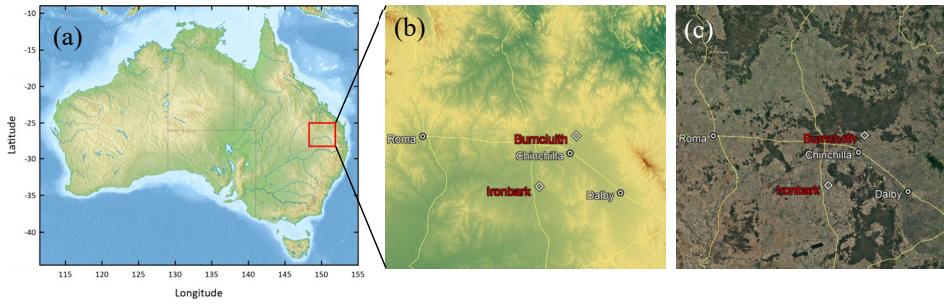 (a)
-10
-15
-20
-25
-30
-35
-40
Latitude
115 120 125 130 135 140 145 150 155
Longitude
(b)
Roma
Burncluith
Chinchilla
Ironbark
Dalby
(c)
Roma
Burncluith
Chinchilla
Ironbark
Dalby